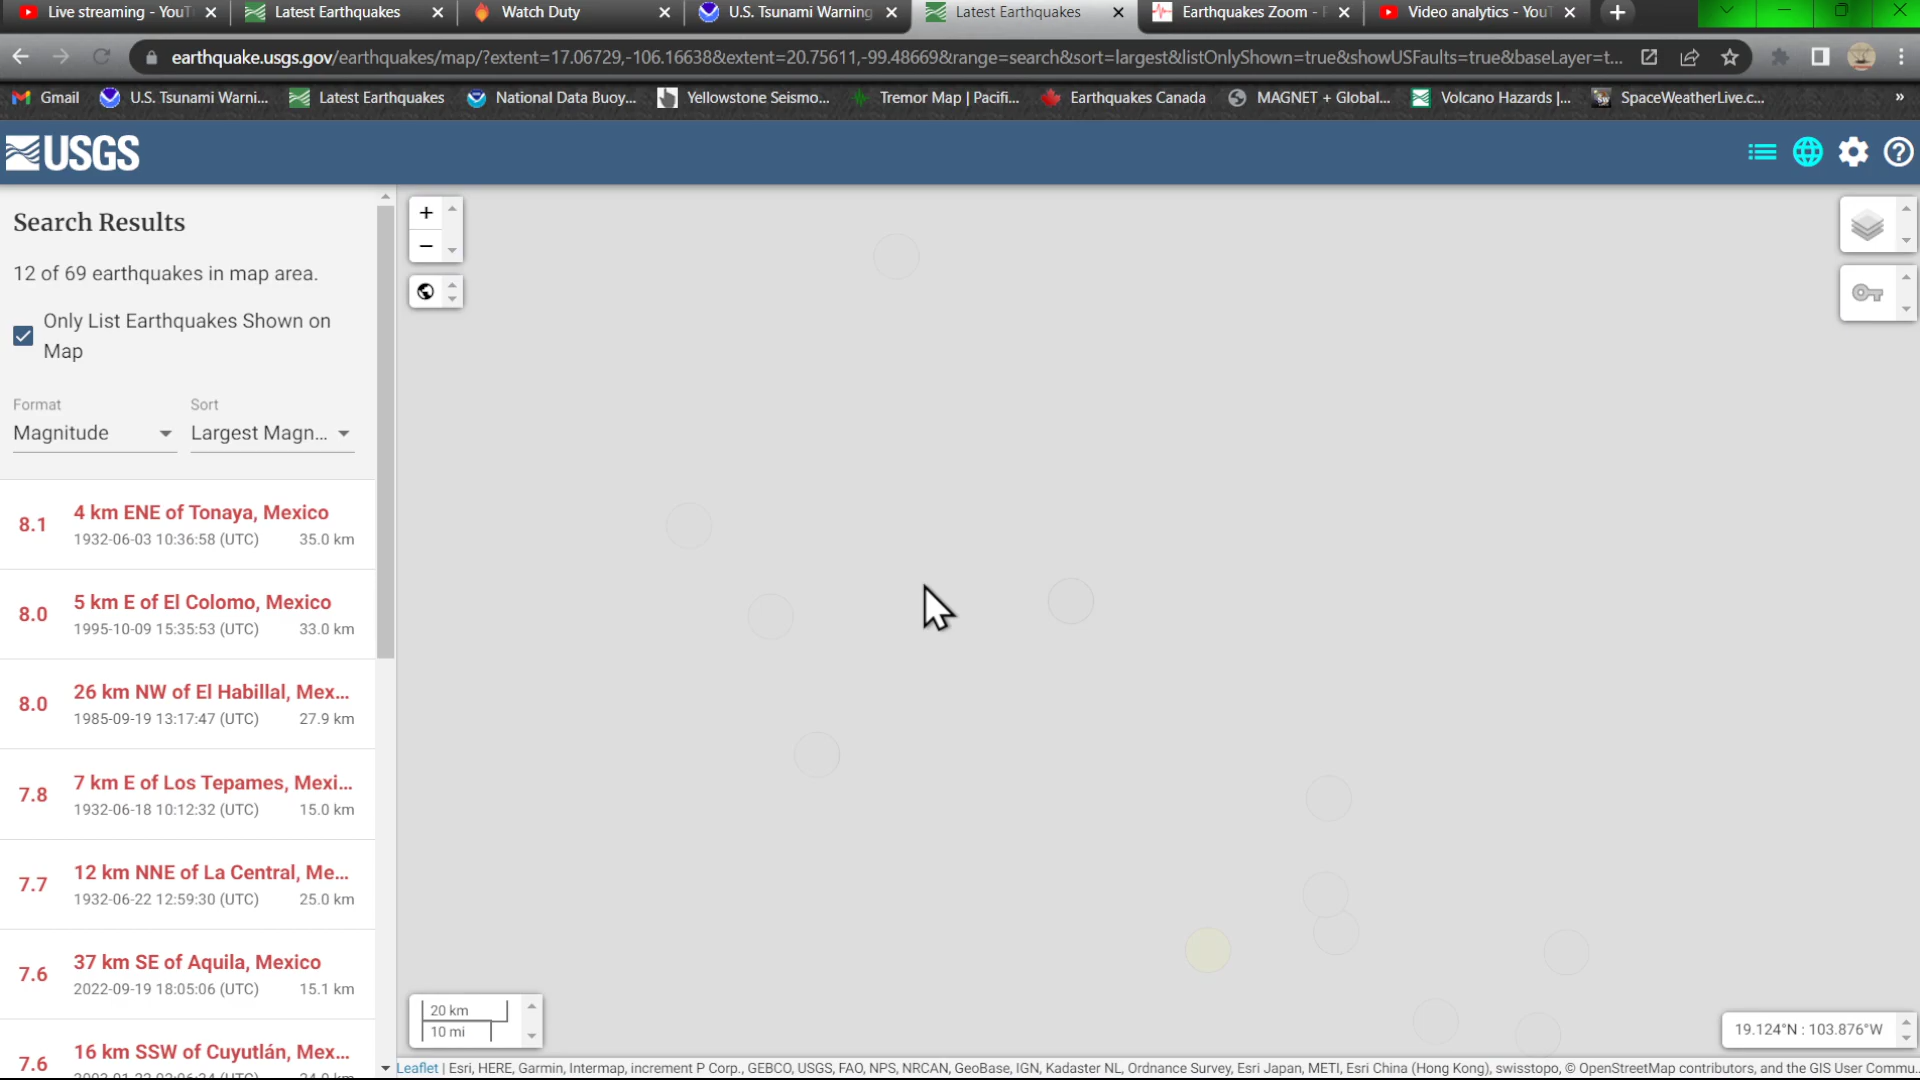 Live streaming - YouT
Latest Earthquakes
Watch Duty
U.S. Tsunami Warning
Latest Earthquakes
Earthquakes Zoom -
Video analytics - YouT
earthquake.usgs.gov/earthquakes/map/?extent=17.06729,-106.16638&extent=20.75611,-99.48669&range=search&sort=largest&listOnlyShown=true&showUSFaults=true&baseLayer=t...
Gmail
U.S. Tsunami Warni...
Latest Earthquakes
National Data Buoy...
Yellowstone Seismo...
Tremor Map | Pacifi...
Earthquakes Canada
MAGNET + Global...
Volcano Hazards |...
SpaceWeatherLive.c...
»
USGS
Search Results
12 of 69 earthquakes in map area.
Only List Earthquakes Shown on
Map
Format
Sort
Magnitude
Largest Magn...
8.1
4 km ENE of Tonaya, Mexico
1932-06-03 10:36:58 (UTC) 35.0 km
8.0
5 km E of El Colomo, Mexico
1995-10-09 15:35:53 (UTC) 33.0 km
8.0
26 km NW of El Habillal, Mex...
1985-09-19 13:17:47 (UTC) 27.9 km
7.8
7 km E of Los Tepames, Mexi...
1932-06-18 10:12:32 (UTC) 15.0 km
7.7
12 km NNE of La Central, Me...
1932-06-22 12:59:30 (UTC) 25.0 km
7.6
37 km SE of Aquila, Mexico
2022-09-19 18:05:06 (UTC) 15.1 km
7.6
16 km SSW of Cuyutlán, Mex...
+
−
20 km
10 mi
19.124°N : 103.876°W
Leaflet | Esri, HERE, Garmin, Intermap, increment P Corp., GEBCO, USGS, FAO, NPS, NRCAN, GeoBase, IGN, Kadaster NL, Ordnance Survey, Esri Japan, METI, Esri China (Hong Kong), swisstopo, © OpenStreetMap contributors, and the GIS User Commu...